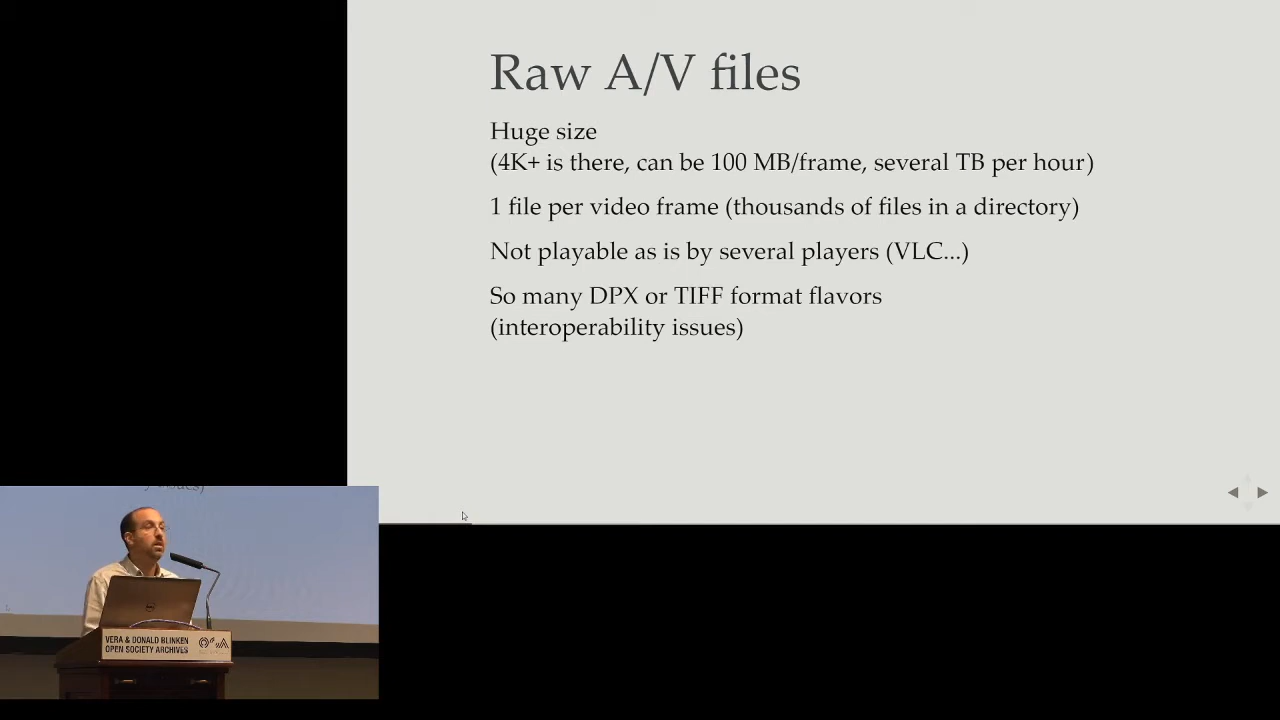 Raw A/V files
Huge size
(4K+ is there, can be 100 MB/frame, several TB per hour)
1 file per video frame (thousands of files in a directory)
Not playable as is by several players (VLC...)
So many DPX or TIFF format flavors
(interoperability issues)
VERA & DONALD BLINKEN
OPEN SOCIETY ARCHIVES